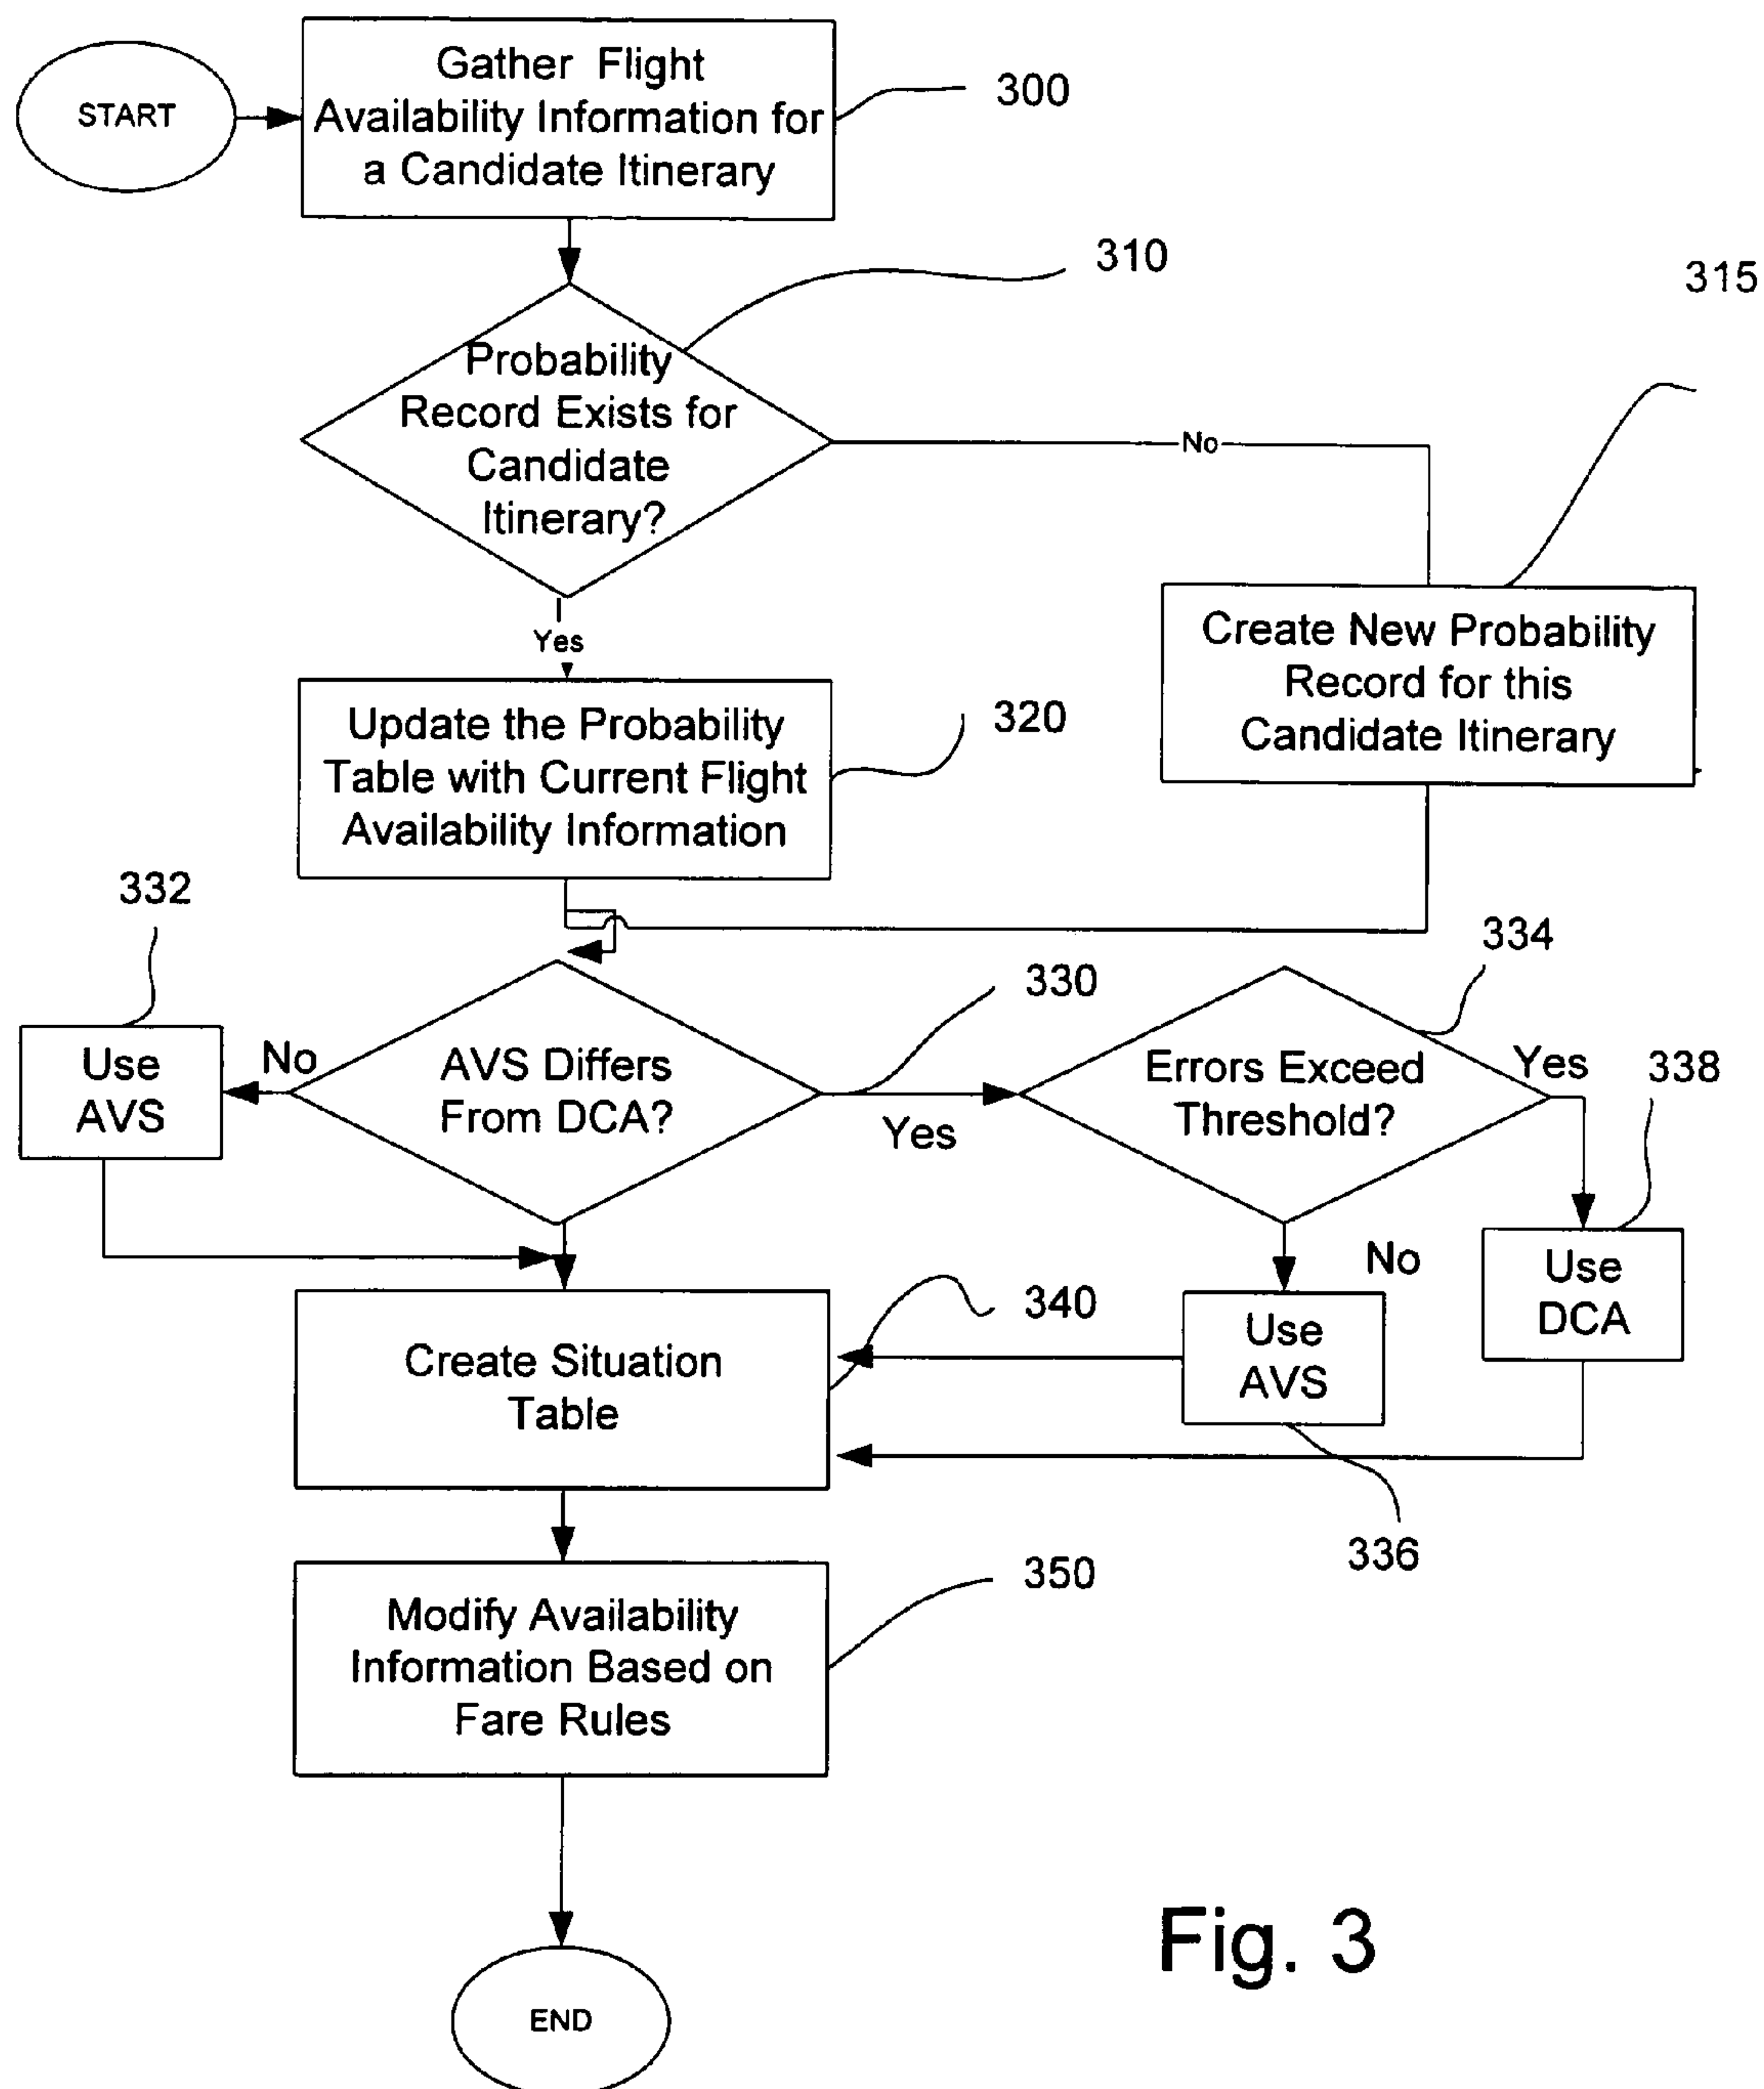 START
Gather Flight
Availability Information for
a Candidate Itinerary
300
310
315
Probability
Record Exists for
Candidate
Itinerary?
No
Yes
Create New Probability
Record for this
Candidate Itinerary
Update the Probability
Table with Current Flight
Availability Information
320
332
334
330
Use
AVS
No
AVS Differs
From DCA?
Yes
Errors Exceed
Threshold?
Yes
338
No
Use
DCA
340
Create Situation
Table
Use
AVS
336
350
Modify Availability
Information Based on
Fare Rules
Fig. 3
END